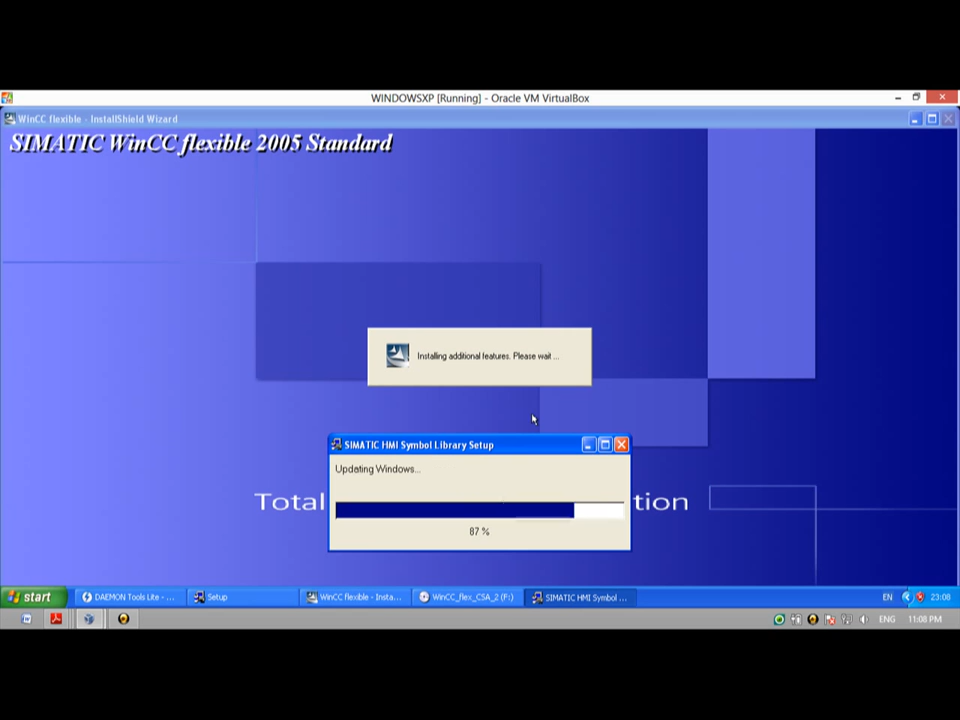 WINDOWSXP [Running] - Oracle VM VirtualBox
WinCC flexible - InstallShield Wizard
SIMATIC WinCC flexible 2005 Standard
Installing additional features. Please wait ...
SIMATIC HMI Symbol Library Setup
Updating Windows...
Total
tion
87 %
start
DAEMON Tools Lite - ...
Setup
WinCC flexible - Insta...
WinCC_flex_CSA_2 (F:)
SIMATIC HMI Symbol ...
EN
23:08
ENG
11:08 PM